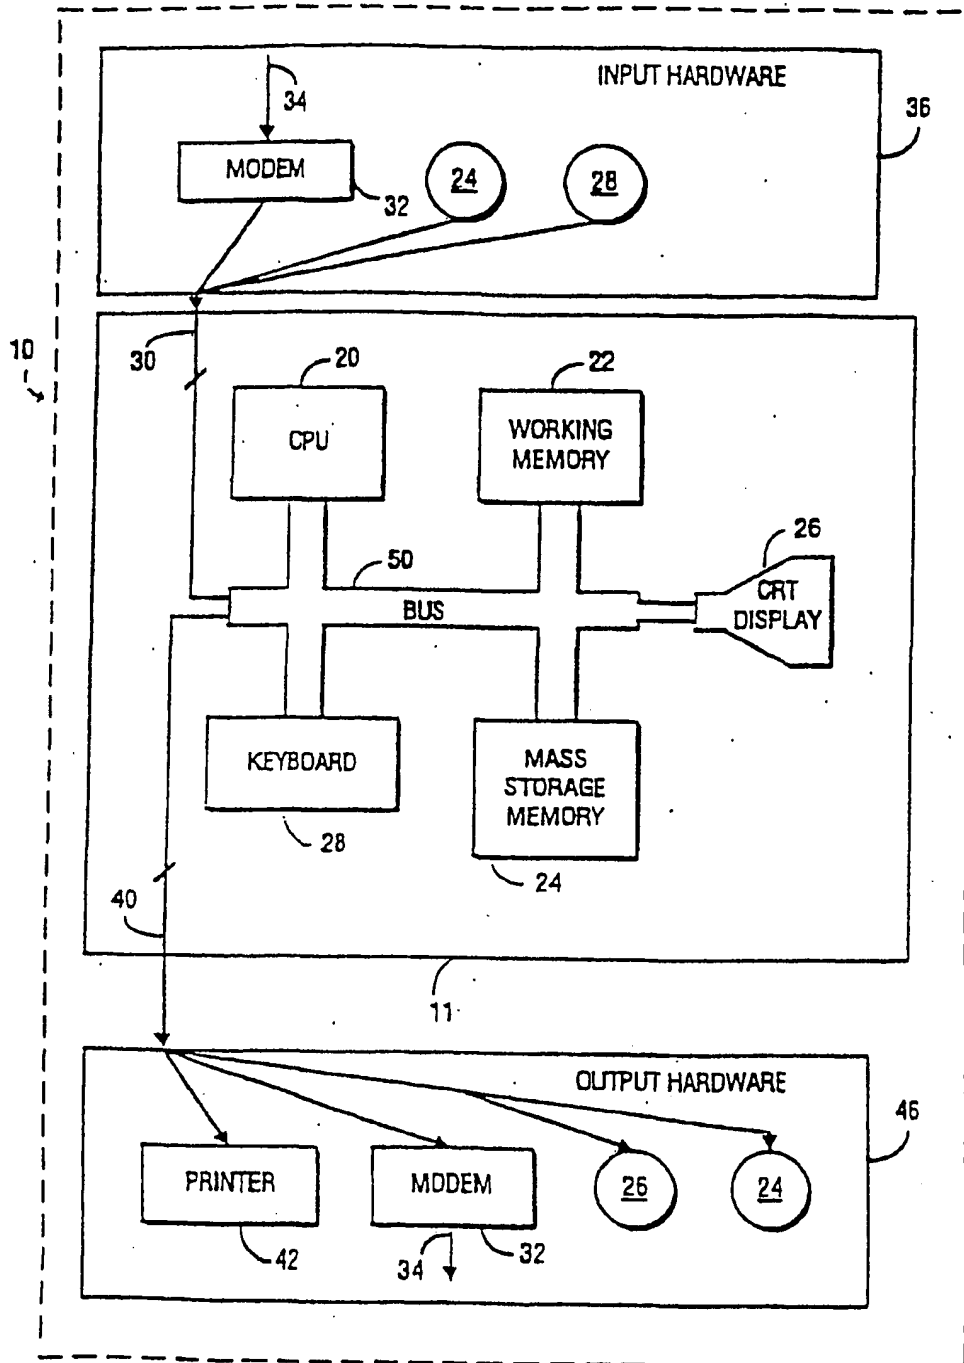 INPUT HARDWARE
34
36
MODEM
24
28
32
10
30
20
22
CPU
WORKING
MEMORY
26
50
CRT
DISPLAY
BUS
KEYBOARD
MASS
STORAGE
MEMORY
28
24
40
11
OUTPUT HARDWARE
46
PRINTER
MODEM
26
24
42
34
32